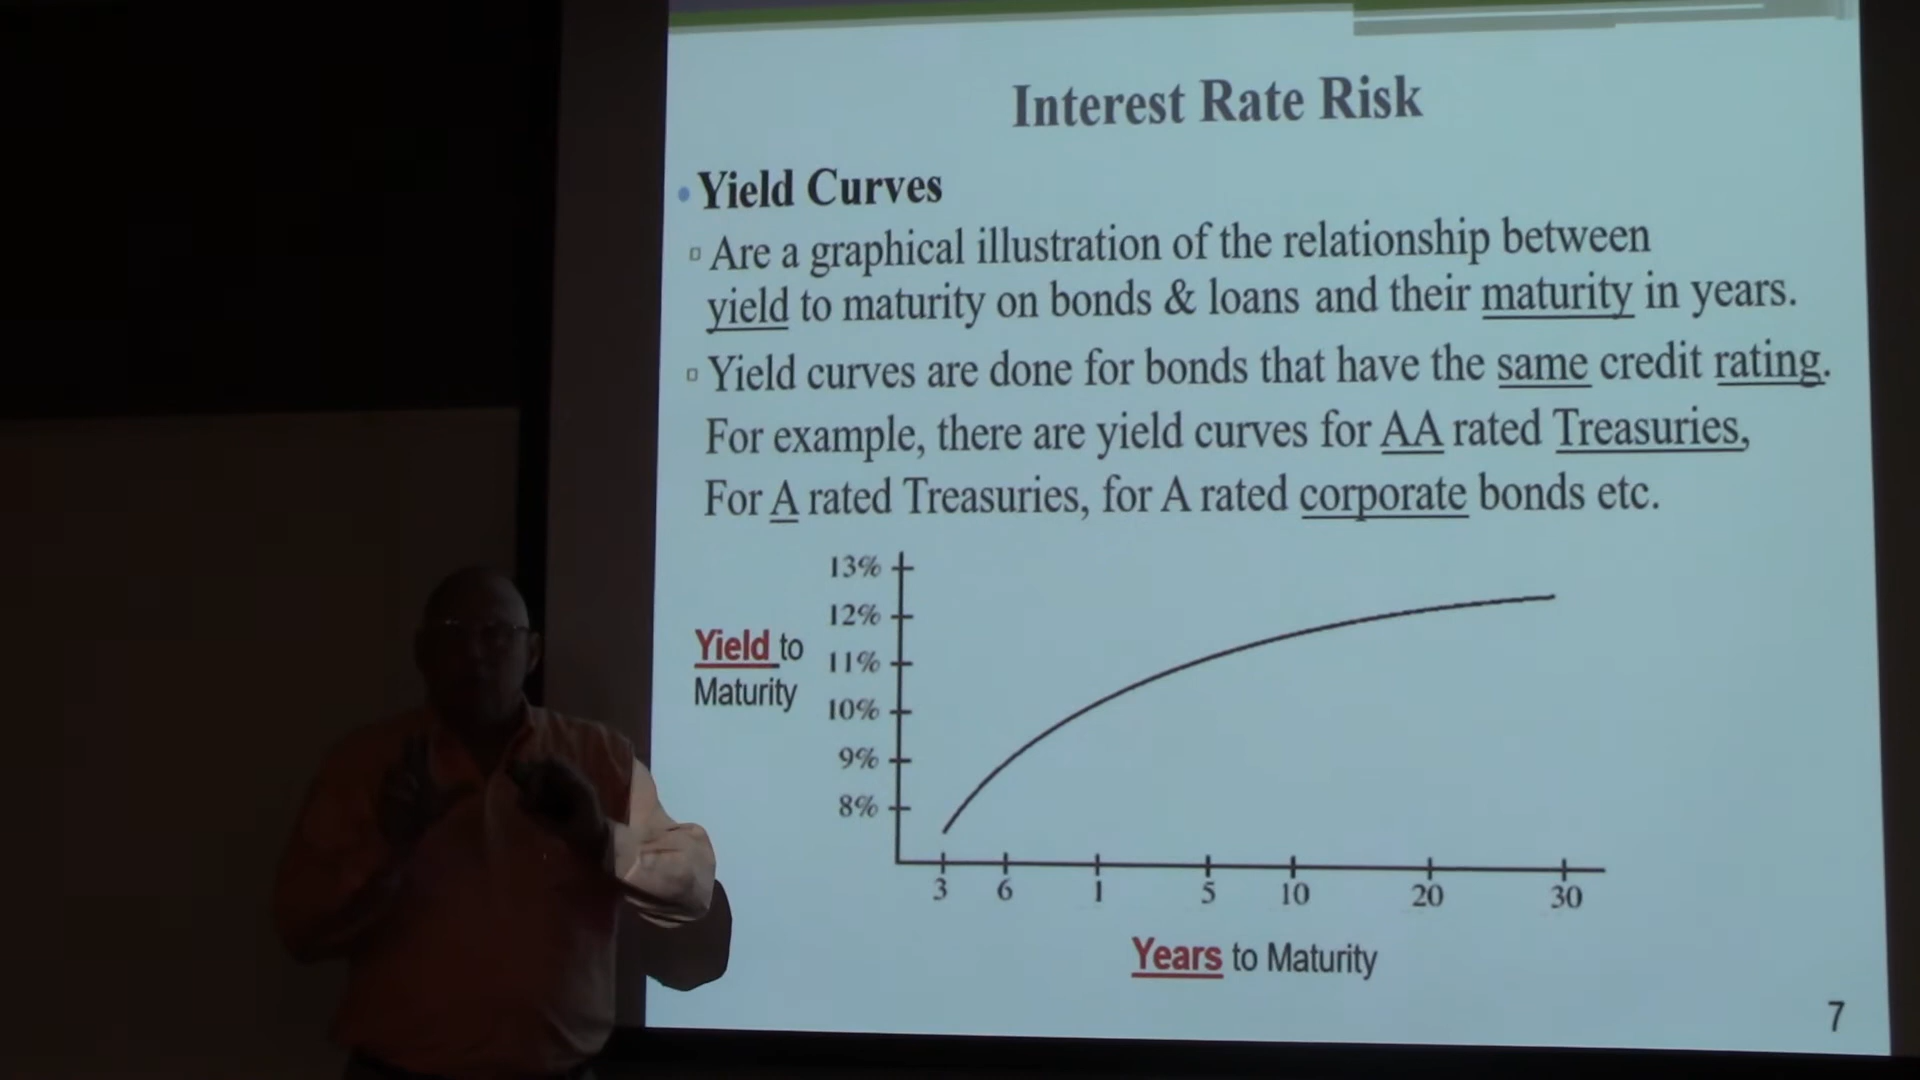 Interest Rate Risk
• Yield Curves
▫ Are a graphical illustration of the relationship between
yield to maturity on bonds & loans and their maturity in years.
▫ Yield curves are done for bonds that have the same credit rating.
For example, there are yield curves for AA rated Treasuries,
For A rated Treasuries, for A rated corporate bonds etc.
13%
12%
11%
10%
9%
8%
Yield to
Maturity
3 6 1 5 10 20 30
Years to Maturity
7